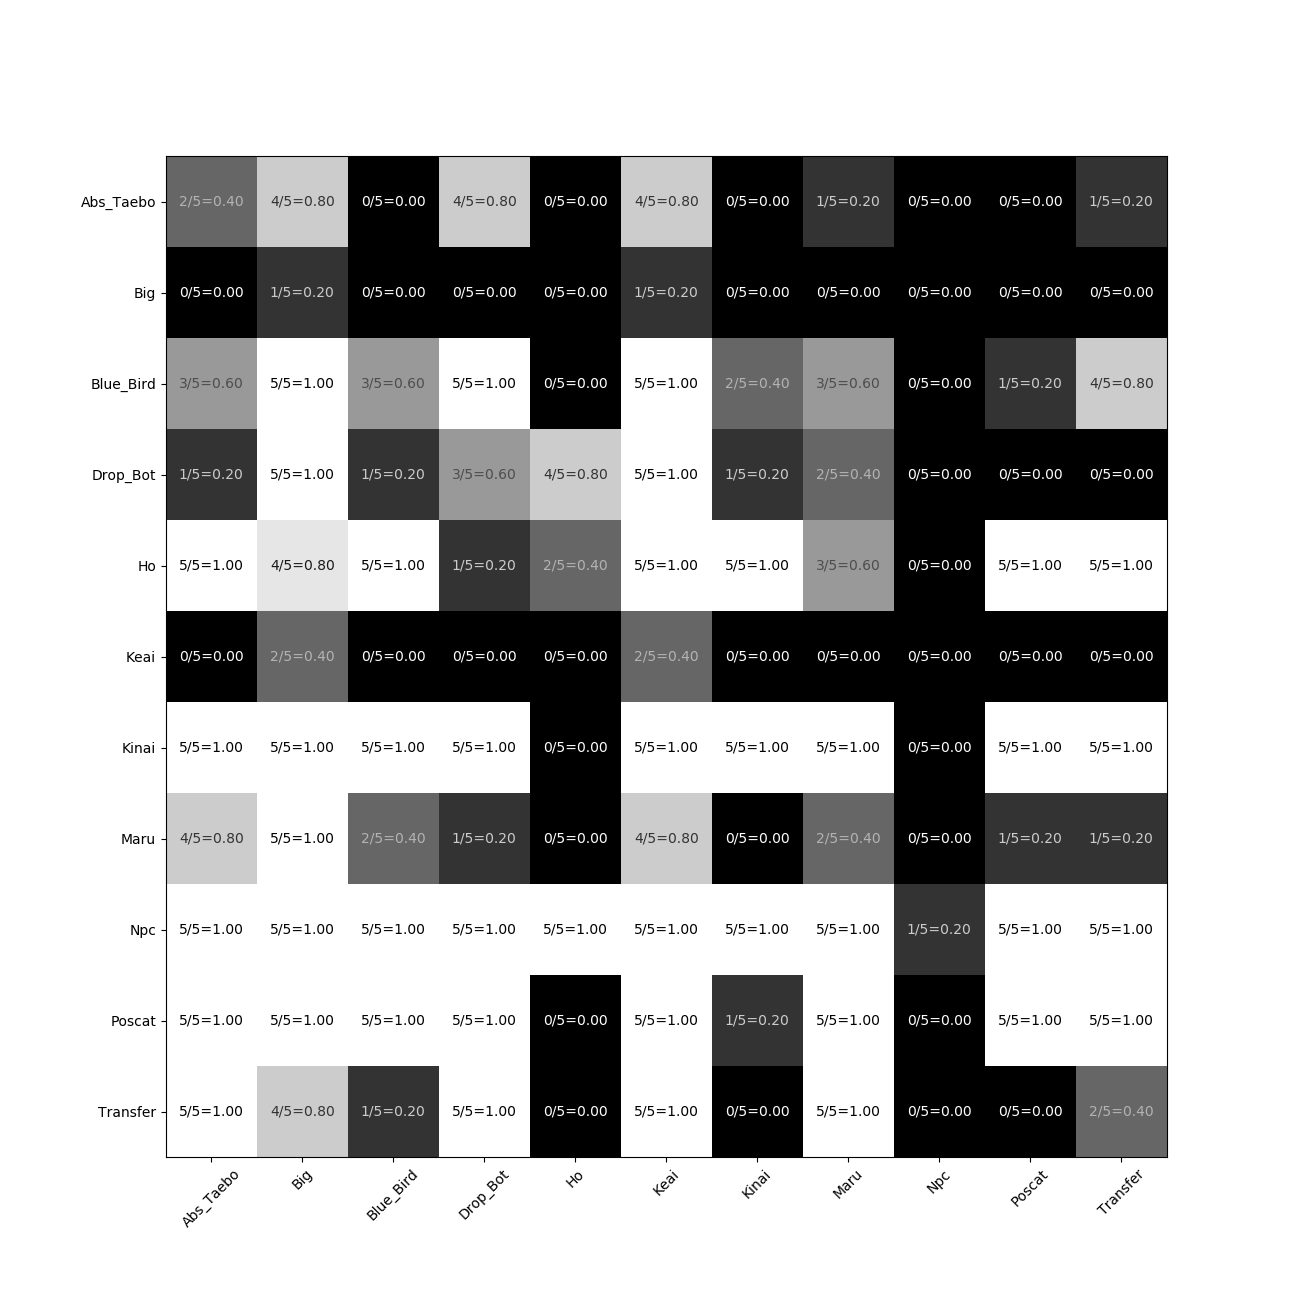 Abs_Taebo 2/5=0.40 4/5=0.80 0/5=0.00 4/5=0.80 0/5=0.00 4/5=0.80 0/5=0.00 1/5=0.20 0/5=0.00 0/5=0.00 1/5=0.20
Big 0/5=0.00 1/5=0.20 0/5=0.00 0/5=0.00 0/5=0.00 1/5=0.20 0/5=0.00 0/5=0.00 0/5=0.00 0/5=0.00 0/5=0.00
Blue_Bird 3/5=0.60 5/5=1.00 3/5=0.60 5/5=1.00 0/5=0.00 5/5=1.00 2/5=0.40 3/5=0.60 0/5=0.00 1/5=0.20 4/5=0.80
Drop_Bot 1/5=0.20 5/5=1.00 1/5=0.20 3/5=0.60 4/5=0.80 5/5=1.00 1/5=0.20 2/5=0.40 0/5=0.00 0/5=0.00 0/5=0.00
Ho 5/5=1.00 4/5=0.80 5/5=1.00 1/5=0.20 2/5=0.40 5/5=1.00 5/5=1.00 3/5=0.60 0/5=0.00 5/5=1.00 5/5=1.00
Keai 0/5=0.00 2/5=0.40 0/5=0.00 0/5=0.00 0/5=0.00 2/5=0.40 0/5=0.00 0/5=0.00 0/5=0.00 0/5=0.00 0/5=0.00
Kinai 5/5=1.00 5/5=1.00 5/5=1.00 5/5=1.00 0/5=0.00 5/5=1.00 5/5=1.00 5/5=1.00 0/5=0.00 5/5=1.00 5/5=1.00
Maru 4/5=0.80 5/5=1.00 2/5=0.40 1/5=0.20 0/5=0.00 4/5=0.80 0/5=0.00 2/5=0.40 0/5=0.00 1/5=0.20 1/5=0.20
Npc 5/5=1.00 5/5=1.00 5/5=1.00 5/5=1.00 5/5=1.00 5/5=1.00 5/5=1.00 5/5=1.00 1/5=0.20 5/5=1.00 5/5=1.00
Poscat 5/5=1.00 5/5=1.00 5/5=1.00 5/5=1.00 0/5=0.00 5/5=1.00 1/5=0.20 5/5=1.00 0/5=0.00 5/5=1.00 5/5=1.00
Transfer 5/5=1.00 4/5=0.80 1/5=0.20 5/5=1.00 0/5=0.00 5/5=1.00 0/5=0.00 5/5=1.00 0/5=0.00 0/5=0.00 2/5=0.40
Abs_Taebo Big Blue_Bird Drop_Bot Ho Keai Kinai Maru Npc Poscat Transfer